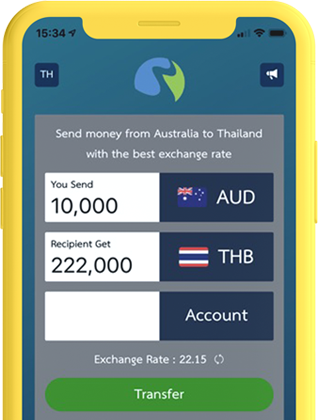 15:34
TH
Send money from Australia to Thailand
with the best exchange rate
You Send
10,000
AUD
Recipient Get
222,000
THB
Account
Exchange Rate : 22.15
Transfer